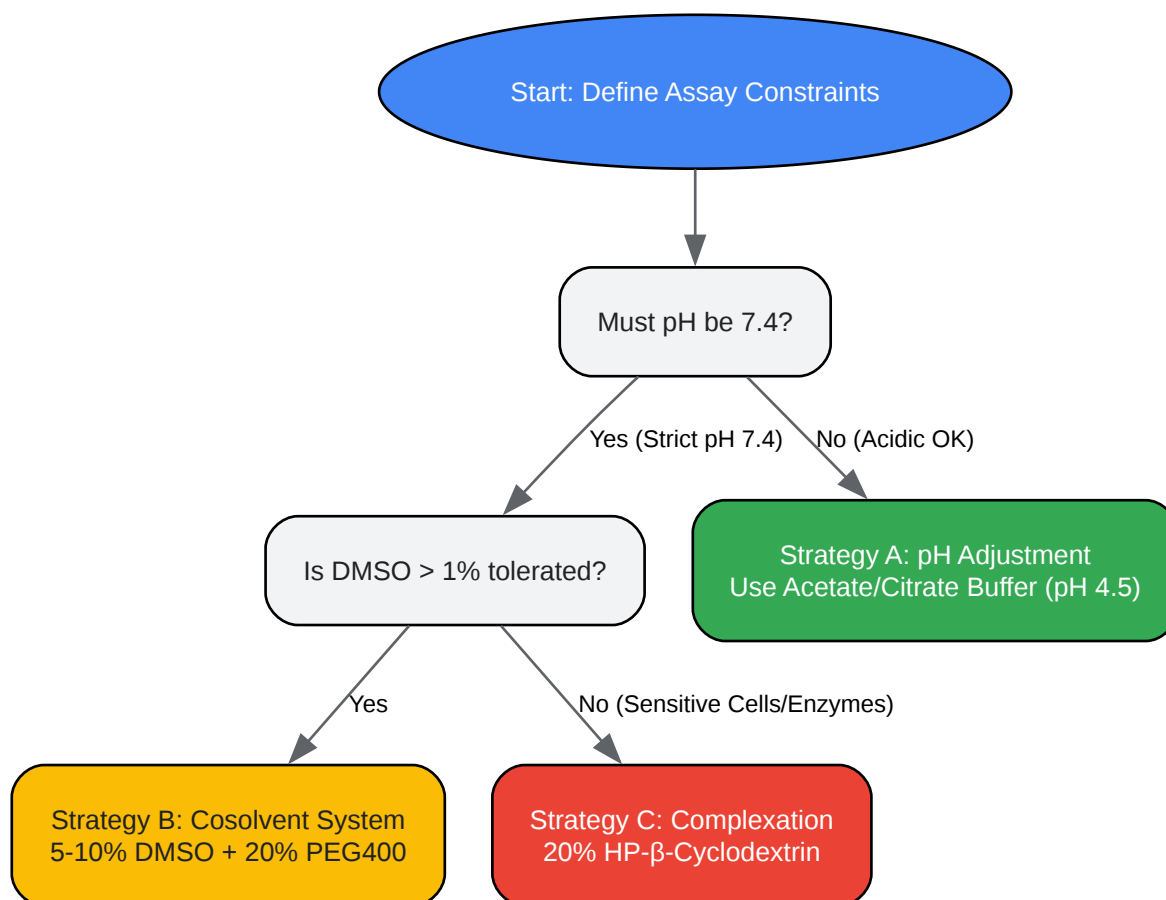 Start: Define Assay Constraints
Must pH be 7.4?
Yes (Strict pH 7.4)
No (Acidic OK)
Is DMSO > 1% tolerated?
Strategy A: pH Adjustment
Use Acetate/Citrate Buffer (pH 4.5)
Yes
No (Sensitive Cells/Enzymes)
Strategy B: Cosolvent System
5-10% DMSO + 20% PEG400
Strategy C: Complexation
20% HP-β-Cyclodextrin